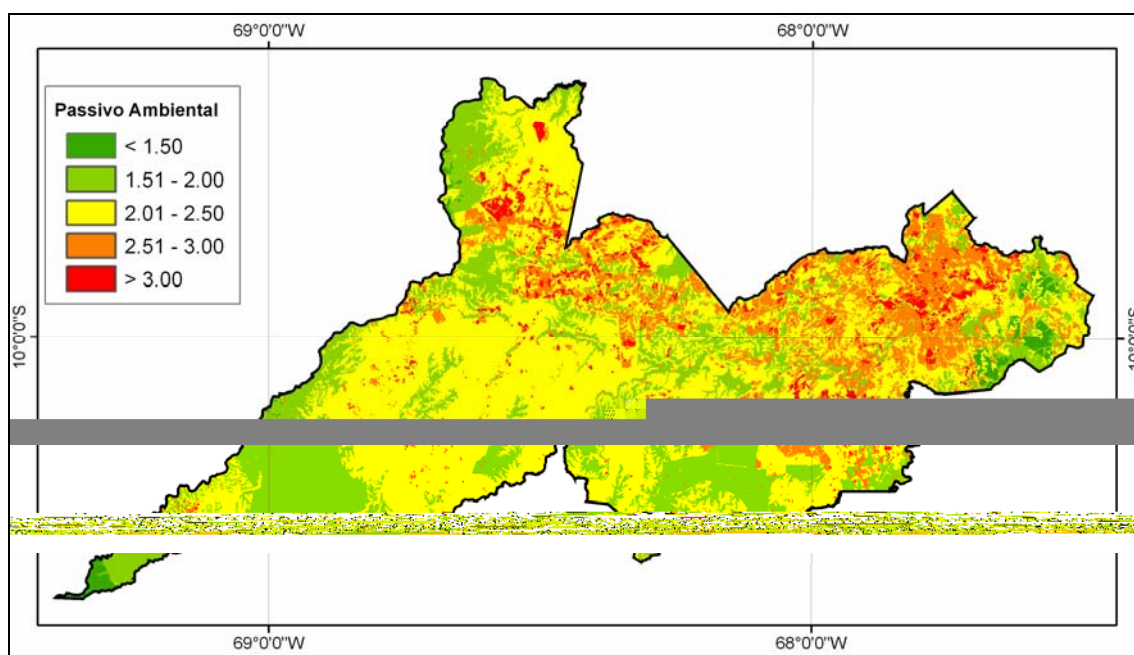 69°0'0"W 68°0'0"W
Passivo Ambiental
< 1.50
1.51 - 2.00
2.01 - 2.50
2.51 - 3.00
> 3.00
10°0'0"S 10°0'0"S
69°0'0"W 68°0'0"W